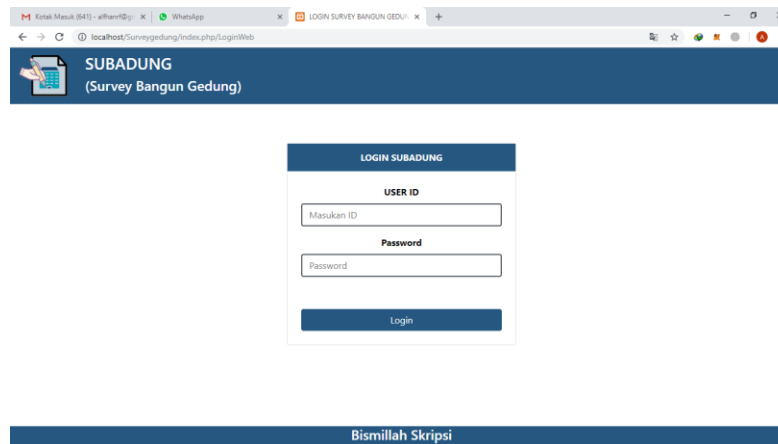 Kotak Masuk (641) - alfhanrf@g
WhatsApp
LOGIN SURVEY BANGUN GEDUN
localhost/Surveygedung/index.php/LoginWeb
SUBADUNG
(Survey Bangun Gedung)
LOGIN SUBADUNG
USER ID
Masukan ID
Password
Password
Login
Bismillah Skripsi